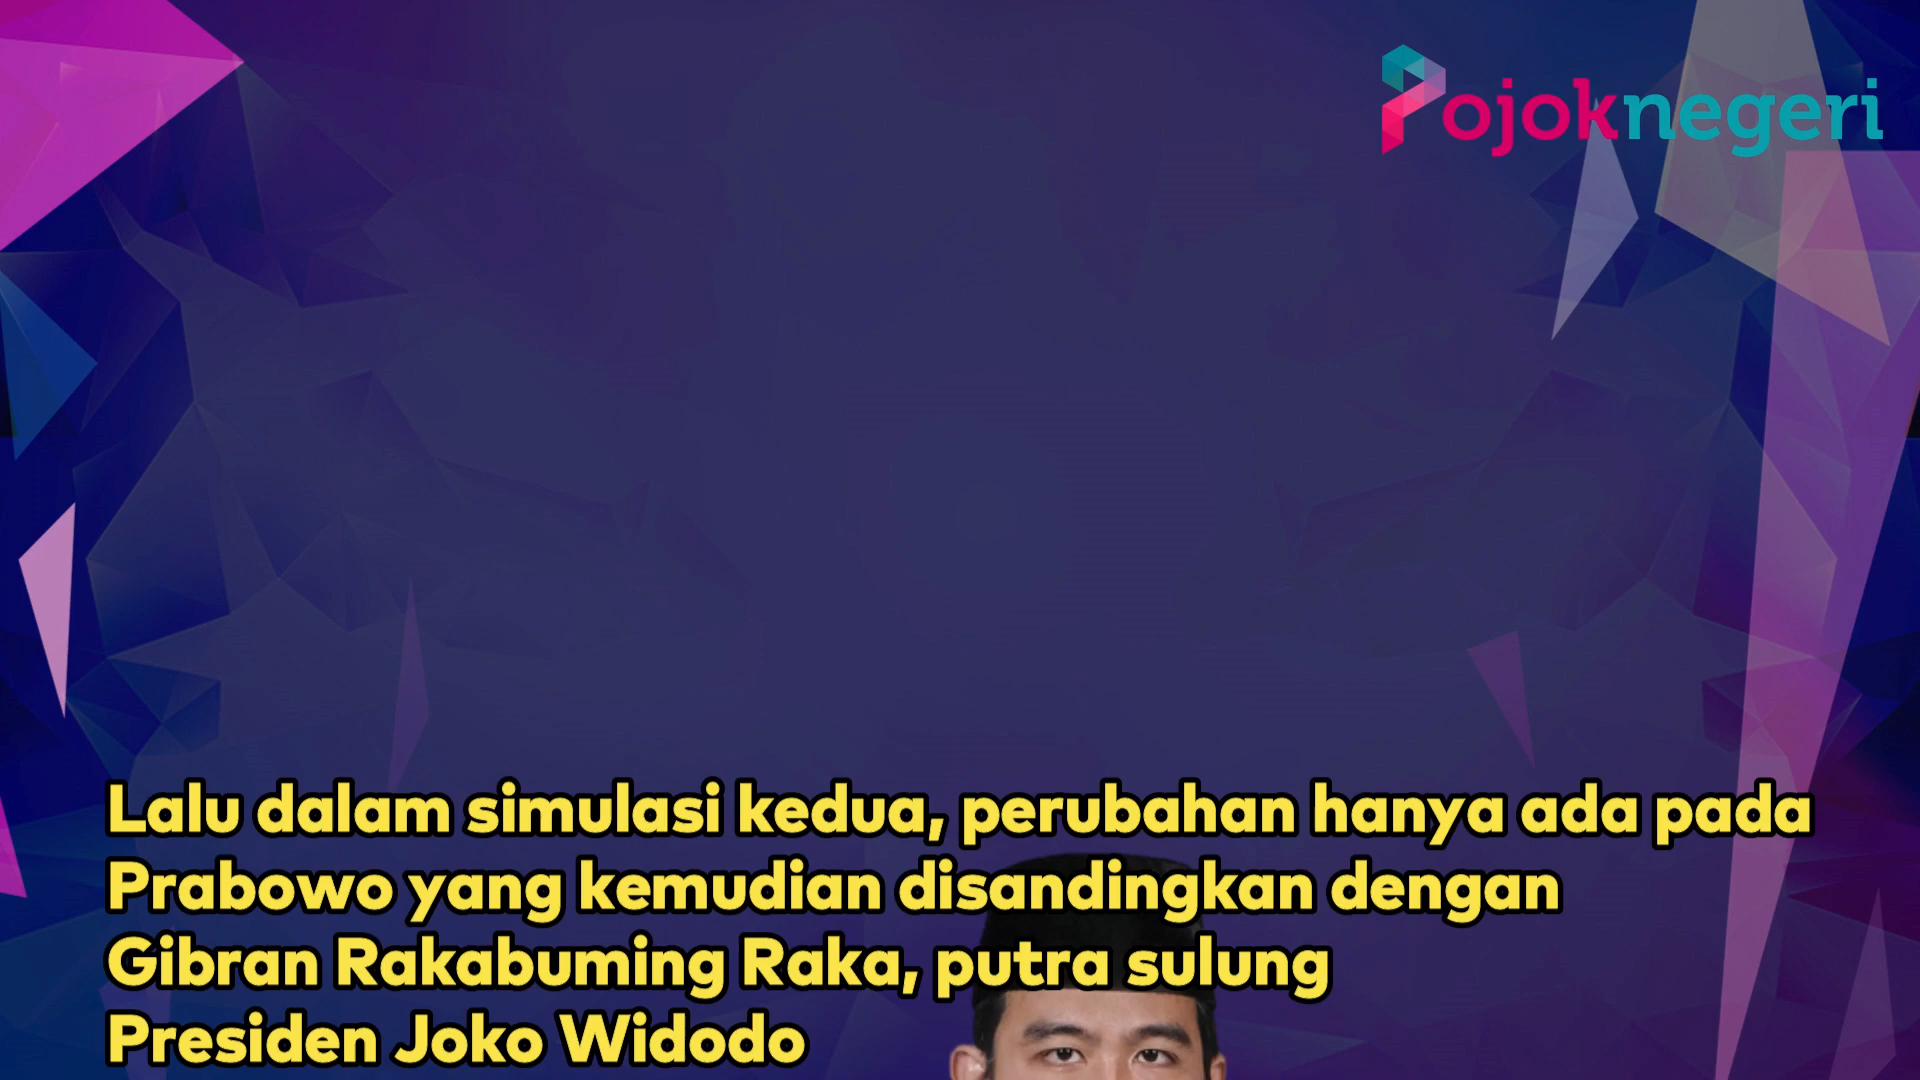 Pojoknegeri
Lalu dalam simulasi kedua, perubahan hanya ada pada
Prabowo yang kemudian disandingkan dengan
Gibran Rakabuming Raka, putra sulung
Presiden Joko Widodo